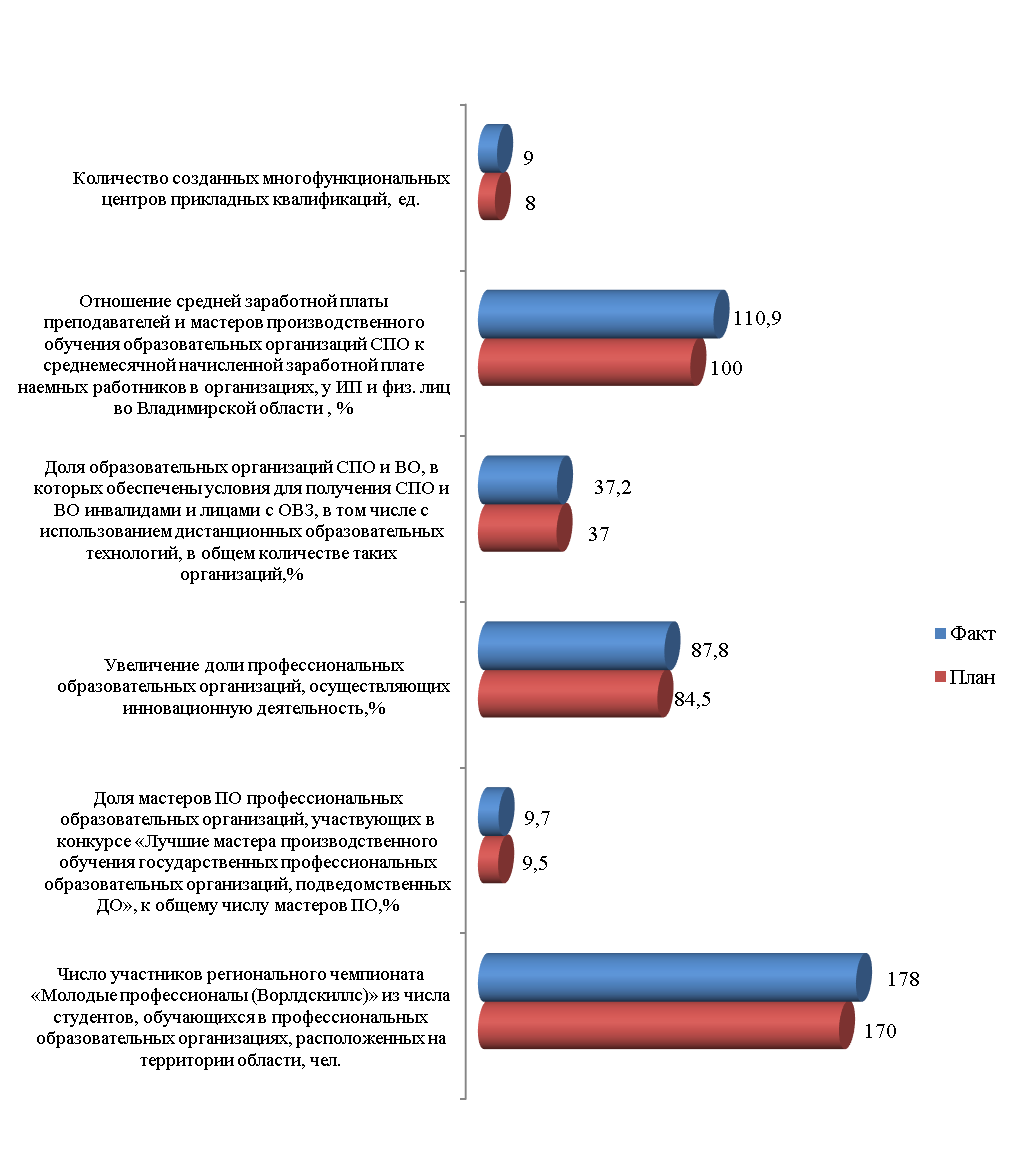 Количество созданных многофункциональных
центров прикладных квалификаций, ед.
9
8
Отношение средней заработной платы
преподавателей и мастеров производственного
обучения образовательных организаций СПО к
среднемесячной начисленной заработной плате
наемных работников в организациях, у ИП и физ. лиц
во Владимирской области , %
110,9
100
Доля образовательных организаций СПО и ВО, в
которых обеспечены условия для получения СПО и
ВО инвалидами и лицами с ОВЗ, в том числе с
использованием дистанционных образовательных
технологий, в общем количестве таких
организаций,%
37,2
37
Увеличение доли профессиональных
образовательных организаций, осуществляющих
инновационную деятельность,%
87,8
84,5
Факт
План
Доля мастеров ПО профессиональных
образовательных организаций, участвующих в
конкурсе «Лучшие мастера производственного
обучения государственных профессиональных
образовательных организаций, подведомственных
ДО», к общему числу мастеров ПО,%
9,7
9,5
Число участников регионального чемпионата
«Молодые профессионалы (Ворлдскиллс)» из числа
студентов, обучающихся в профессиональных
образовательных организациях, расположенных на
территории области, чел.
178
170